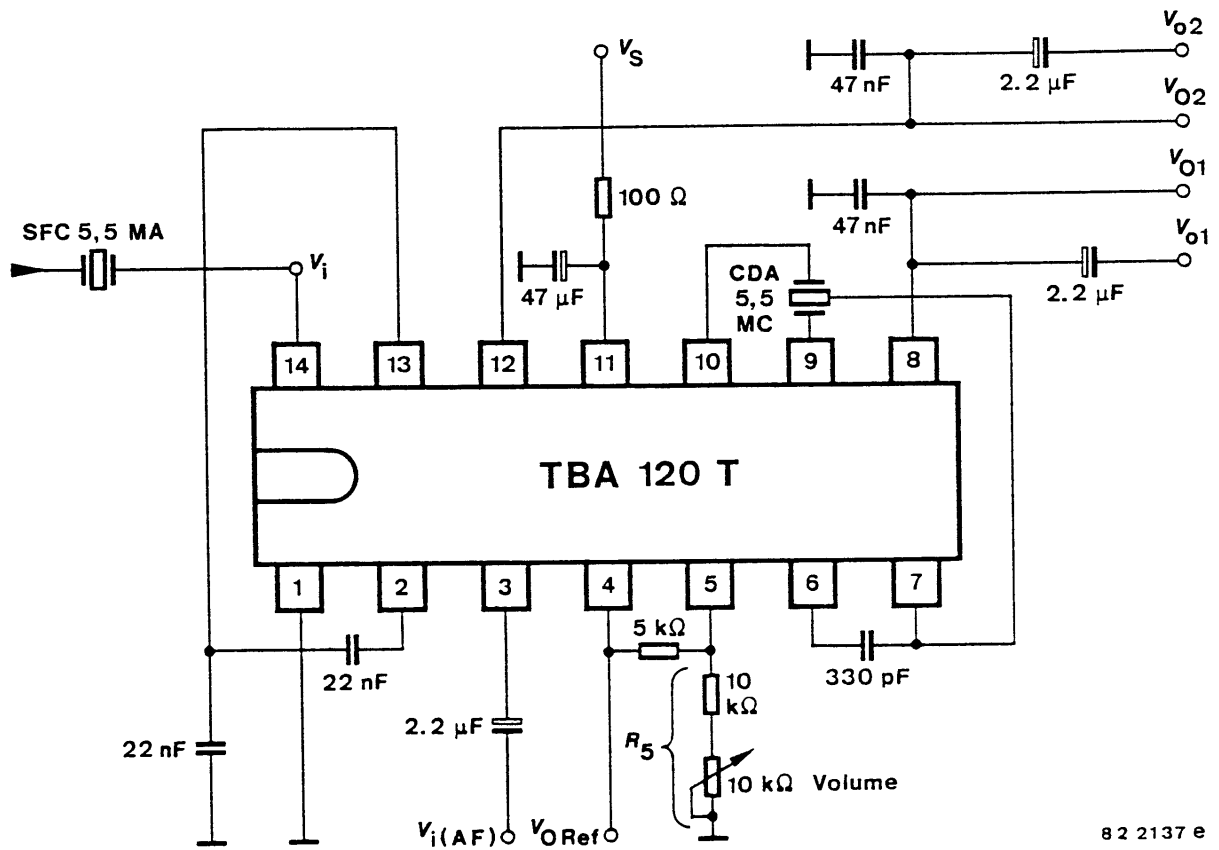 V_o2
V_S
47 nF
2.2 µF
V_O2
V_O1
100 Ω
47 nF
SFC 5,5 MA
V_o1
V_i
CDA
5,5
MC
47 µF
2.2 µF
14 13 12 11 10 9 8
TBA 120 T
1 2 3 4 5 6 7
5 kΩ
22 nF
330 pF
10
kΩ
2.2 µF
R_5
22 nF
10 kΩ Volume
V_i(AF) V_O Ref
82 2137 e